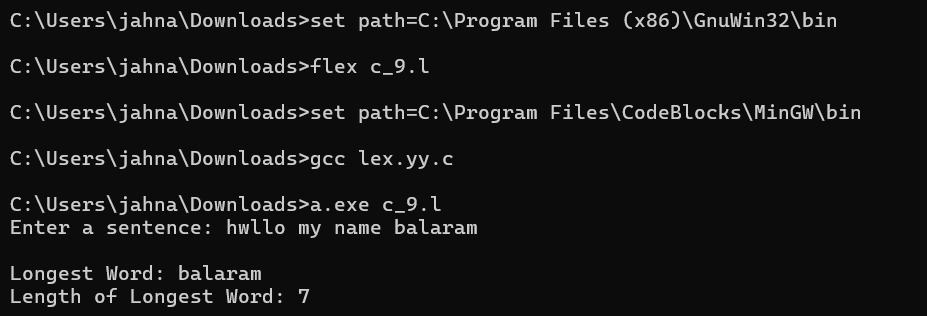 C:\Users\jahna\Downloads>set path=C:\Program Files (x86)\GnuWin32\bin
C:\Users\jahna\Downloads>flex c_9.l
C:\Users\jahna\Downloads>set path=C:\Program Files\CodeBlocks\MinGW\bin
C:\Users\jahna\Downloads>gcc lex.yy.c
C:\Users\jahna\Downloads>a.exe c_9.l
Enter a sentence: hwllo my name balaram
Longest Word: balaram
Length of Longest Word: 7